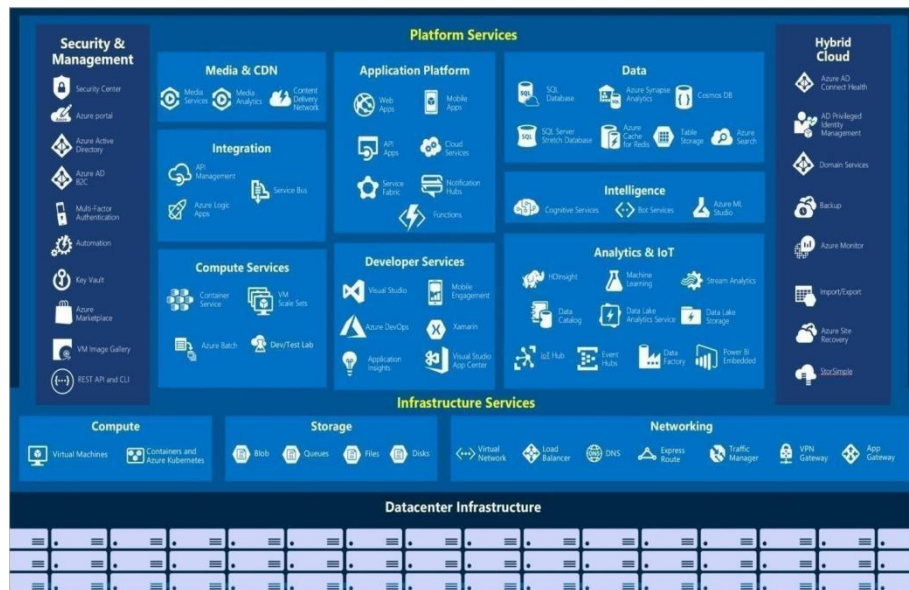 Platform Services
Security &
Management
Security Center
Azure portal
Azure Active
Directory
Azure AD
B2C
Multi-Factor
Authentication
Automation
Key Vault
Azure
Marketplace
VM Image Gallery
REST API and CLI
Media & CDN
Media
Services
Media
Analytics
Content
Delivery
Network
Integration
API
Management
Service Bus
Azure Logic
Apps
Compute Services
Container
Service
VM
Scale Sets
Azure Batch
Dev/Test Lab
Application Platform
Web
Apps
Mobile
Apps
API
Apps
Cloud
Services
Service
Fabric
Notification
Hubs
Functions
Developer Services
Visual Studio
Mobile
Engagement
Azure DevOps
Xamarin
Application
Insights
Visual Studio
App Center
Data
SQL
SQL
Database
Azure Synapse
Analytics
Cosmos DB
SQL
SQL Server
Stretch Database
Azure
Cache
for Redis
Table
Storage
Azure
Search
Intelligence
Cognitive Services
Bot Services
Azure ML
Studio
Analytics & IoT
HDInsight
Machine
Learning
Stream Analytics
Data
Catalog
Data Lake
Analytics Service
Data Lake
Storage
IoT Hub
Event
Hubs
Data
Factory
Power BI
Embedded
Hybrid
Cloud
Azure AD
Connect Health
AD Privileged
Identity
Management
Domain Services
Backup
Azure Monitor
Import/Export
Azure Site
Recovery
StorSimple
Infrastructure Services
Compute
Virtual Machines
Containers and
Azure Kubernetes
Storage
Blob
Queues
Files
Disks
Networking
Virtual
Network
Load
Balancer
DNS
DNS
Express
Route
Traffic
Manager
VPN
Gateway
App
Gateway
Datacenter Infrastructure